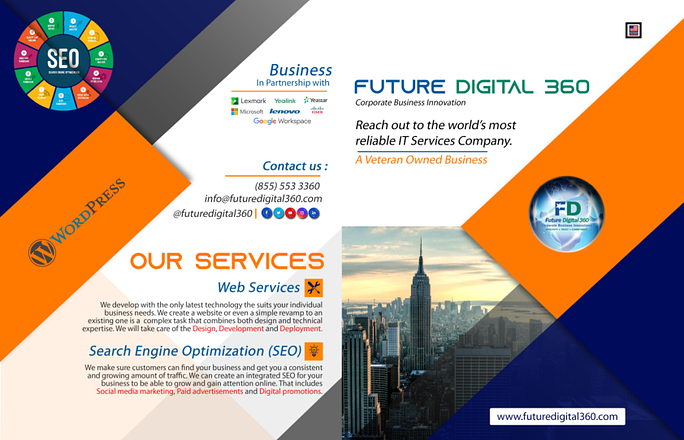 SEO
WORDPRESS
Business
In Partnership with
Lexmark Yealink Yeastar
Microsoft lenovo
Google Workspace
Contact us :
(855) 553 3360
info@futuredigital360.com
@futuredigital360 |
OUR SERVICES
Web Services
We develop with the only latest technology the suits your individual
business needs. We create a website or even a simple revamp to an
existing one is a complex task that combines both design and technical
expertise. We will take care of the Design, Development and Deployment.
Search Engine Optimization (SEO)
We make sure customers can find your business and get you a consistent
and growing amount of traffic. We can create an integrated SEO for your
business to be able to grow and gain attention online. That includes
Social media marketing, Paid advertisements and Digital promotions.
FUTURE DIGITAL 360
Corporate Business Innovation
Reach out to the world's most
reliable IT Services Company.
A Veteran Owned Business
FD
Future Digital 360
www.futuredigital360.com